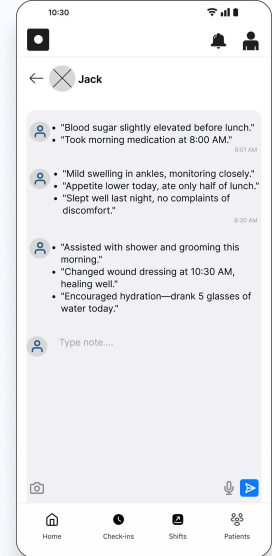 10:30
Jack
• "Blood sugar slightly elevated before lunch."
• "Took morning medication at 8:00 AM."
8:01 AM
• "Mild swelling in ankles, monitoring closely."
• "Appetite lower today, ate only half of lunch."
• "Slept well last night, no complaints of
discomfort."
8:30 AM
• "Assisted with shower and grooming this
morning."
• "Changed wound dressing at 10:30 AM,
healing well."
• "Encouraged hydration—drank 5 glasses of
water today."
Type note....
Home Check-ins Shifts Patients